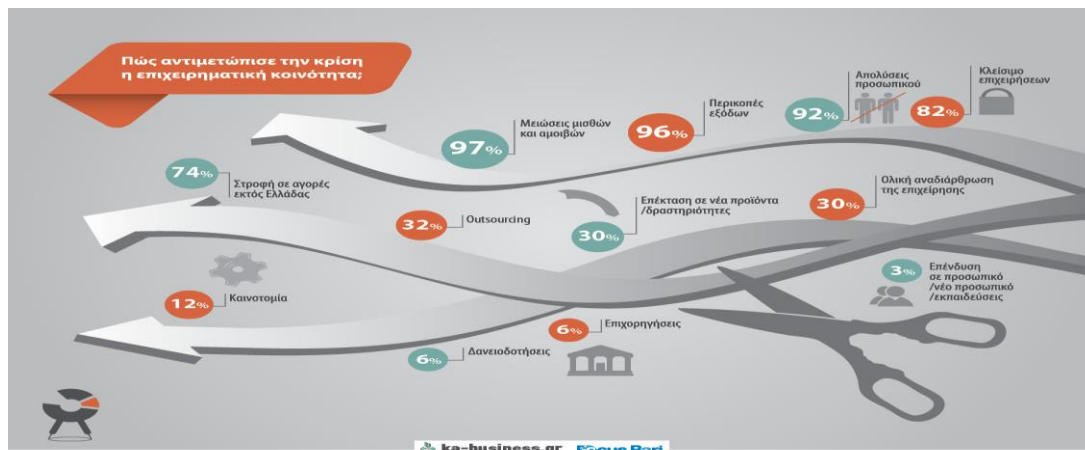 Πώς αντιμετώπισε την κρίση
η επιχειρηματική κοινότητα;
97%
Μειώσεις μισθών
και αμοιβών
96%
Περικοπές
εξόδων
92%
Απολύσεις
προσωπικού
82%
Κλείσιμο
επιχειρήσεων
74%
Στροφή σε αγορές
εκτός Ελλάδας
32%
Outsourcing
30%
Επέκταση σε νέα προϊόντα
/δραστηριότητες
30%
Ολική αναδιάρθρωση
της επιχείρησης
12%
Καινοτομία
6%
Δανειοδοτήσεις
6%
Επιχορηγήσεις
3%
Επένδυση
σε προσωπικό
/νέο προσωπικό
/εκπαιδεύσεις
ka-business.gr
Focus Bari